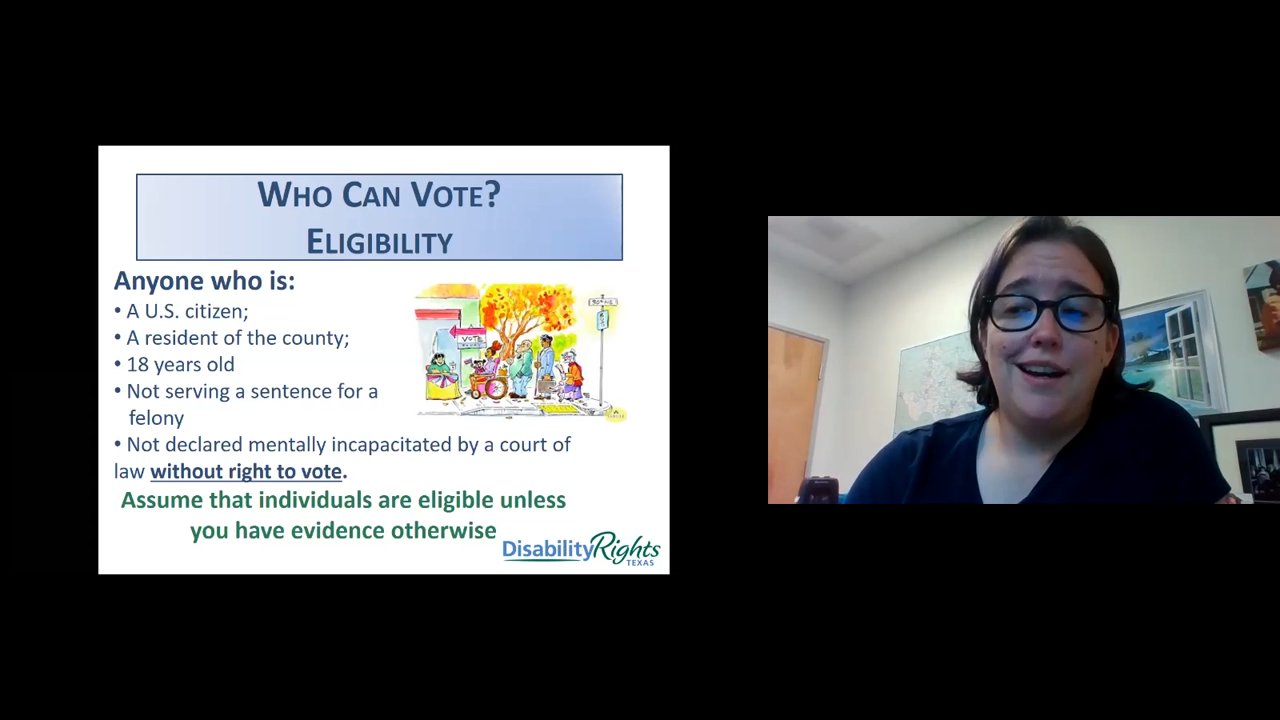 WHO CAN VOTE?
ELIGIBILITY
Anyone who is:
• A U.S. citizen;
• A resident of the county;
• 18 years old
• Not serving a sentence for a
felony
• Not declared mentally incapacitated by a court of
law without right to vote.
Assume that individuals are eligible unless
you have evidence otherwise
VOTE
DisabilityRights
TEXAS